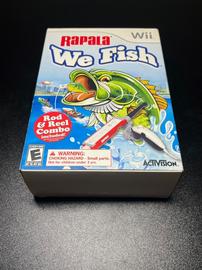 Rapala
Wii
We Fish
Rod
& Reel
Combo
Included!
WARNING:
CHOKING HAZARD - Small parts.
Not for children under 3 yrs.
EVERYONE
E
ACTIVISION